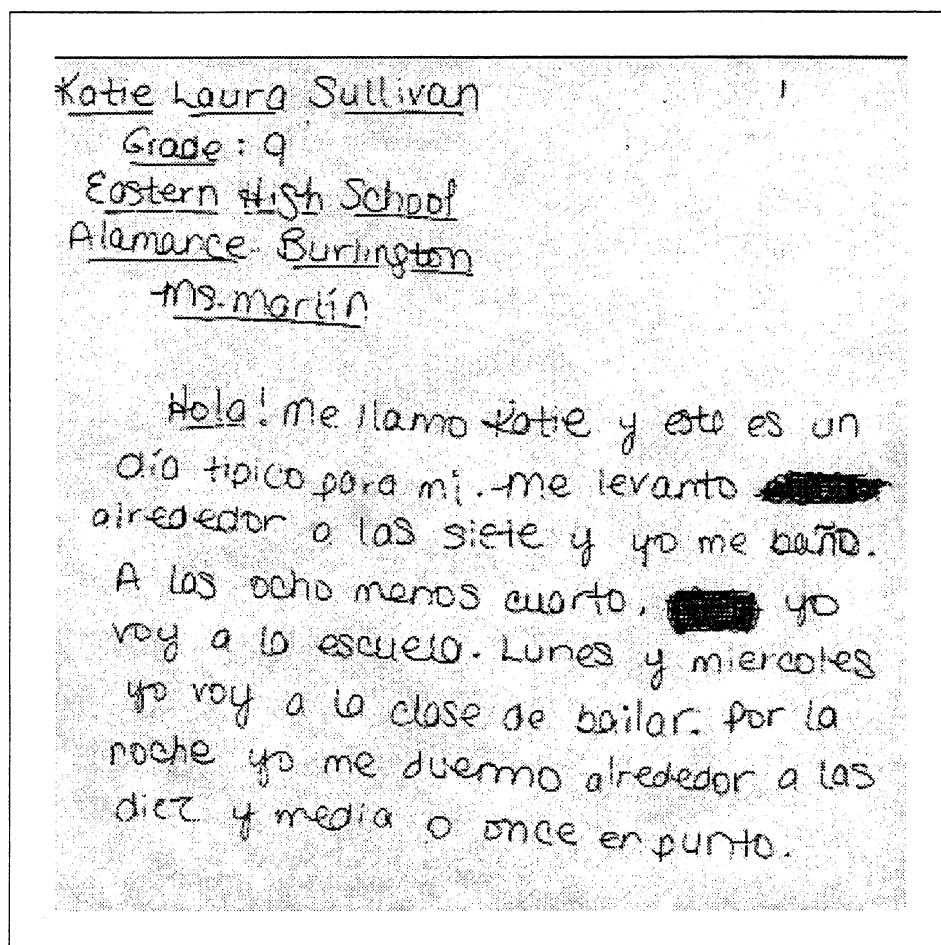 Katie Laura Sullivan 1
Grade: 9
Eastern High School
Alamance-Burlington
Ms. Martín
Hola! Me llamo Katie y este es un
día tipico para mi. Me levanto
alrededor a las siete y yo me baño.
A las ocho menos cuarto, yo
voy a la escuela. Lunes y miercoles
yo voy a la clase de bailar. Por la
noche yo me duermo alrededor a las
diez y media o once en punto.